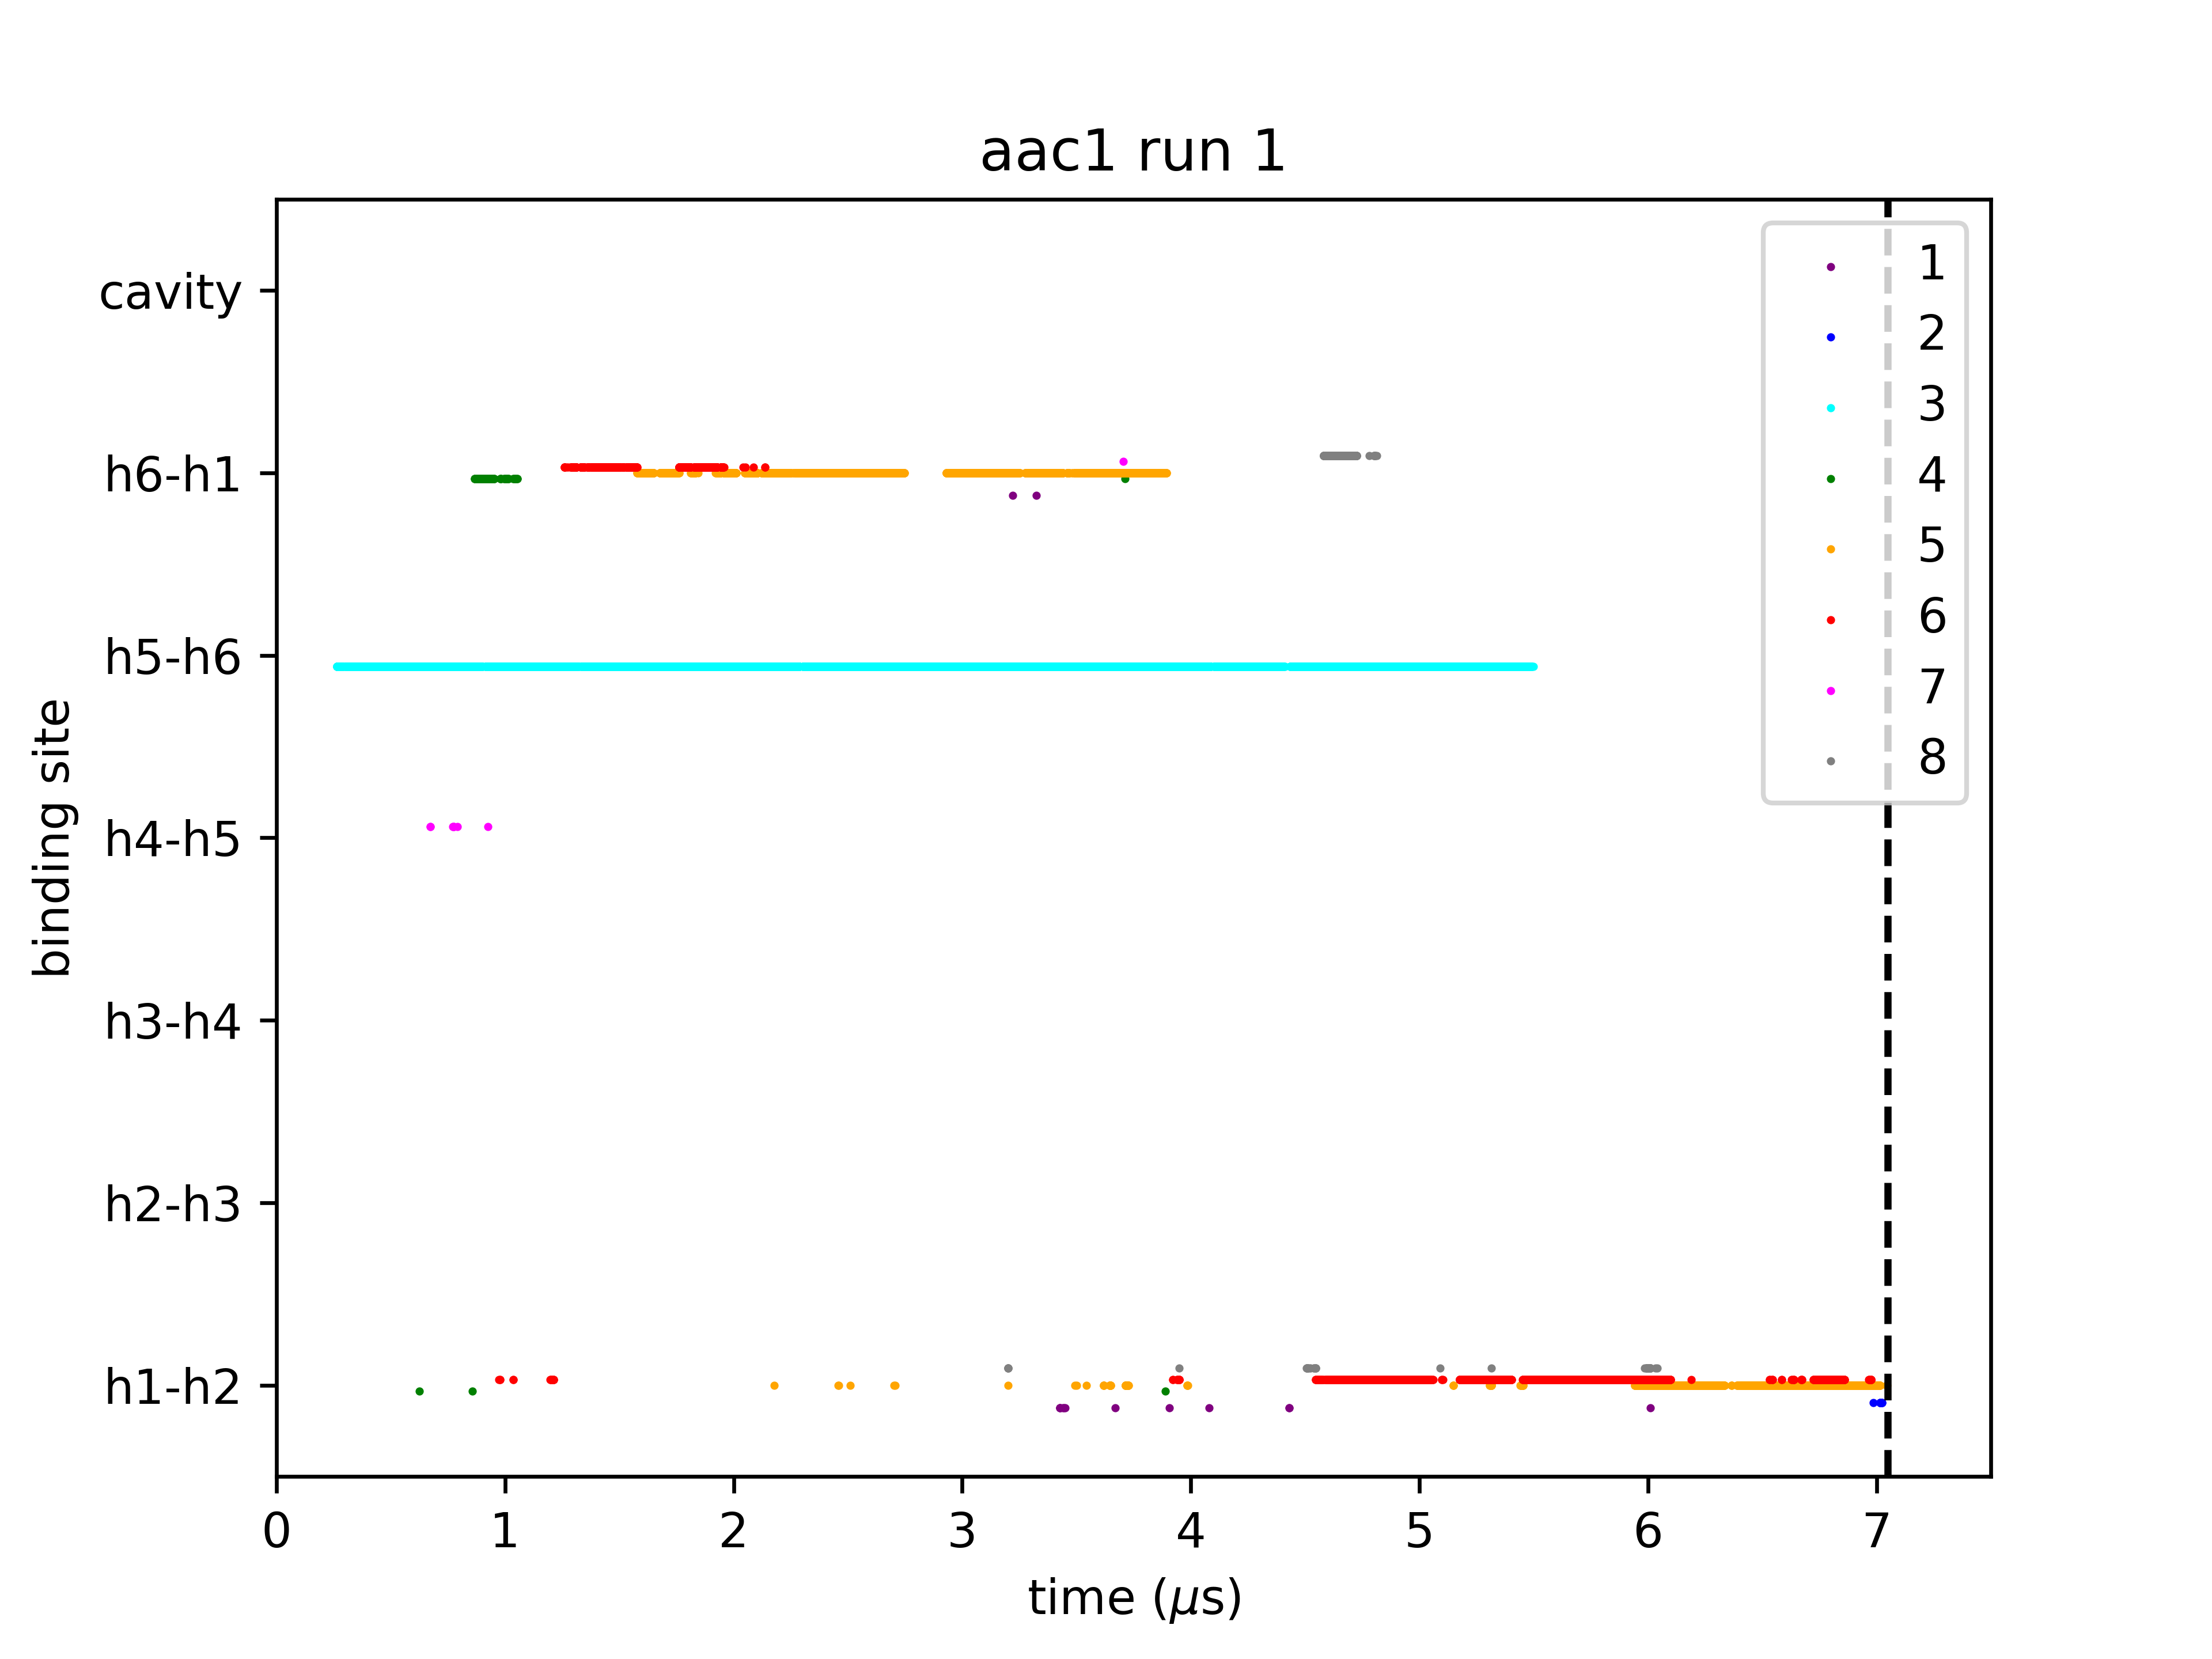 aac1 run 1
cavity
h6-h1
h5-h6
h4-h5
h3-h4
h2-h3
h1-h2
binding site
0 1 2 3 4 5 6 7
time (μs)
1
2
3
4
5
6
7
8